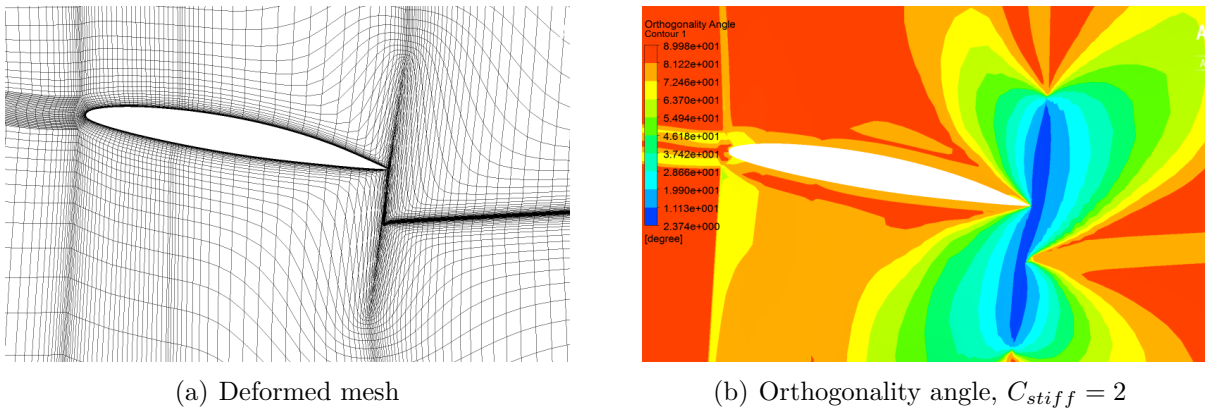 Orthogonality Angle
Contour 1
8.998e+001
8.122e+001
7.246e+001
6.370e+001
5.494e+001
4.618e+001
3.742e+001
2.866e+001
1.990e+001
1.113e+001
2.374e+000
[degree]
A
A
(a) Deformed mesh
(b) Orthogonality angle, C_{stiff} = 2